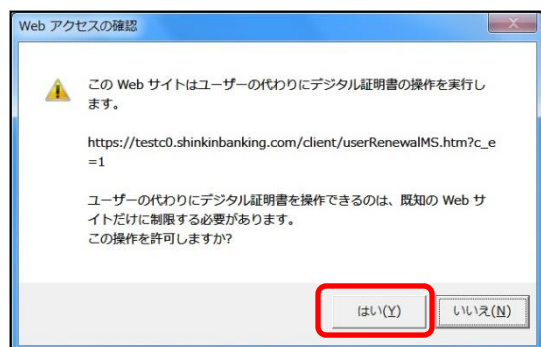 Web アクセスの確認
この Web サイトはユーザーの代わりにデジタル証明書の操作を実行し
ます。
https://testc0.shinkinbanking.com/client/userRenewalMS.htm?c_e
=1
ユーザーの代わりにデジタル証明書を操作できるのは、既知の Web サ
イトだけに制限する必要があります。
この操作を許可しますか?
はい(Y) いいえ(N)